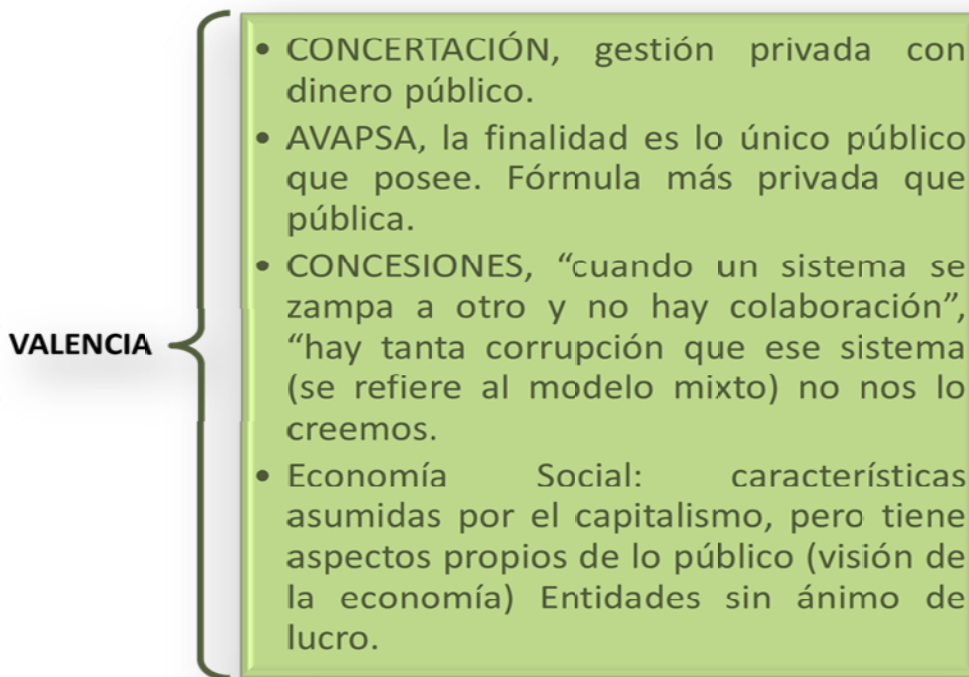 VALENCIA
• CONCERTACIÓN, gestión privada con
dinero público.
• AVAPSA, la finalidad es lo único público
que posee. Fórmula más privada que
pública.
• CONCESIONES, “cuando un sistema se
zampa a otro y no hay colaboración”,
“hay tanta corrupción que ese sistema
(se refiere al modelo mixto) no nos lo
creemos.
• Economía Social: características
asumidas por el capitalismo, pero tiene
aspectos propios de lo público (visión de
la economía) Entidades sin ánimo de
lucro.